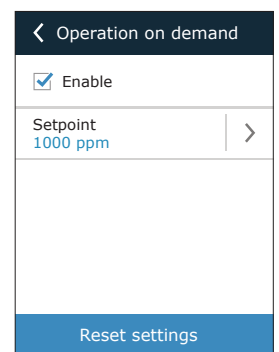 Operation on demand
Enable
Setpoint
1000 ppm
Reset settings